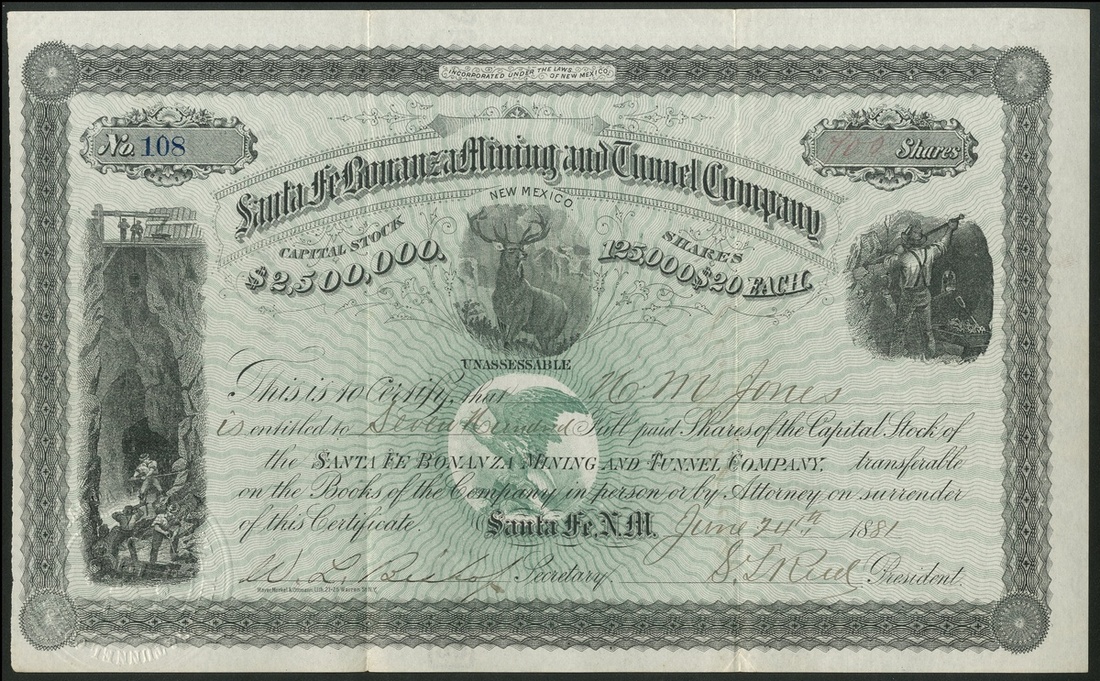 INCORPORATED UNDER THE LAWS OF NEW MEXICO.
No. 108
Shares
Santa Fe Bonanza Mining and Tunnel Company
NEW MEXICO
CAPITAL STOCK
$2,500,000.
SHARES
125,000 $20 EACH.
UNASSESSABLE
This is to Certify, that H M Jones
is entitled to Seven Hundred Full paid Shares of the Capital Stock of
the SANTA FE BONANZA MINING AND TUNNEL COMPANY. transferable
on the Books of the Company in person or by Attorney on surrender
of this Certificate. Santa Fe, N.M. June 24th 1881
W. L. Bishop Secretary President.